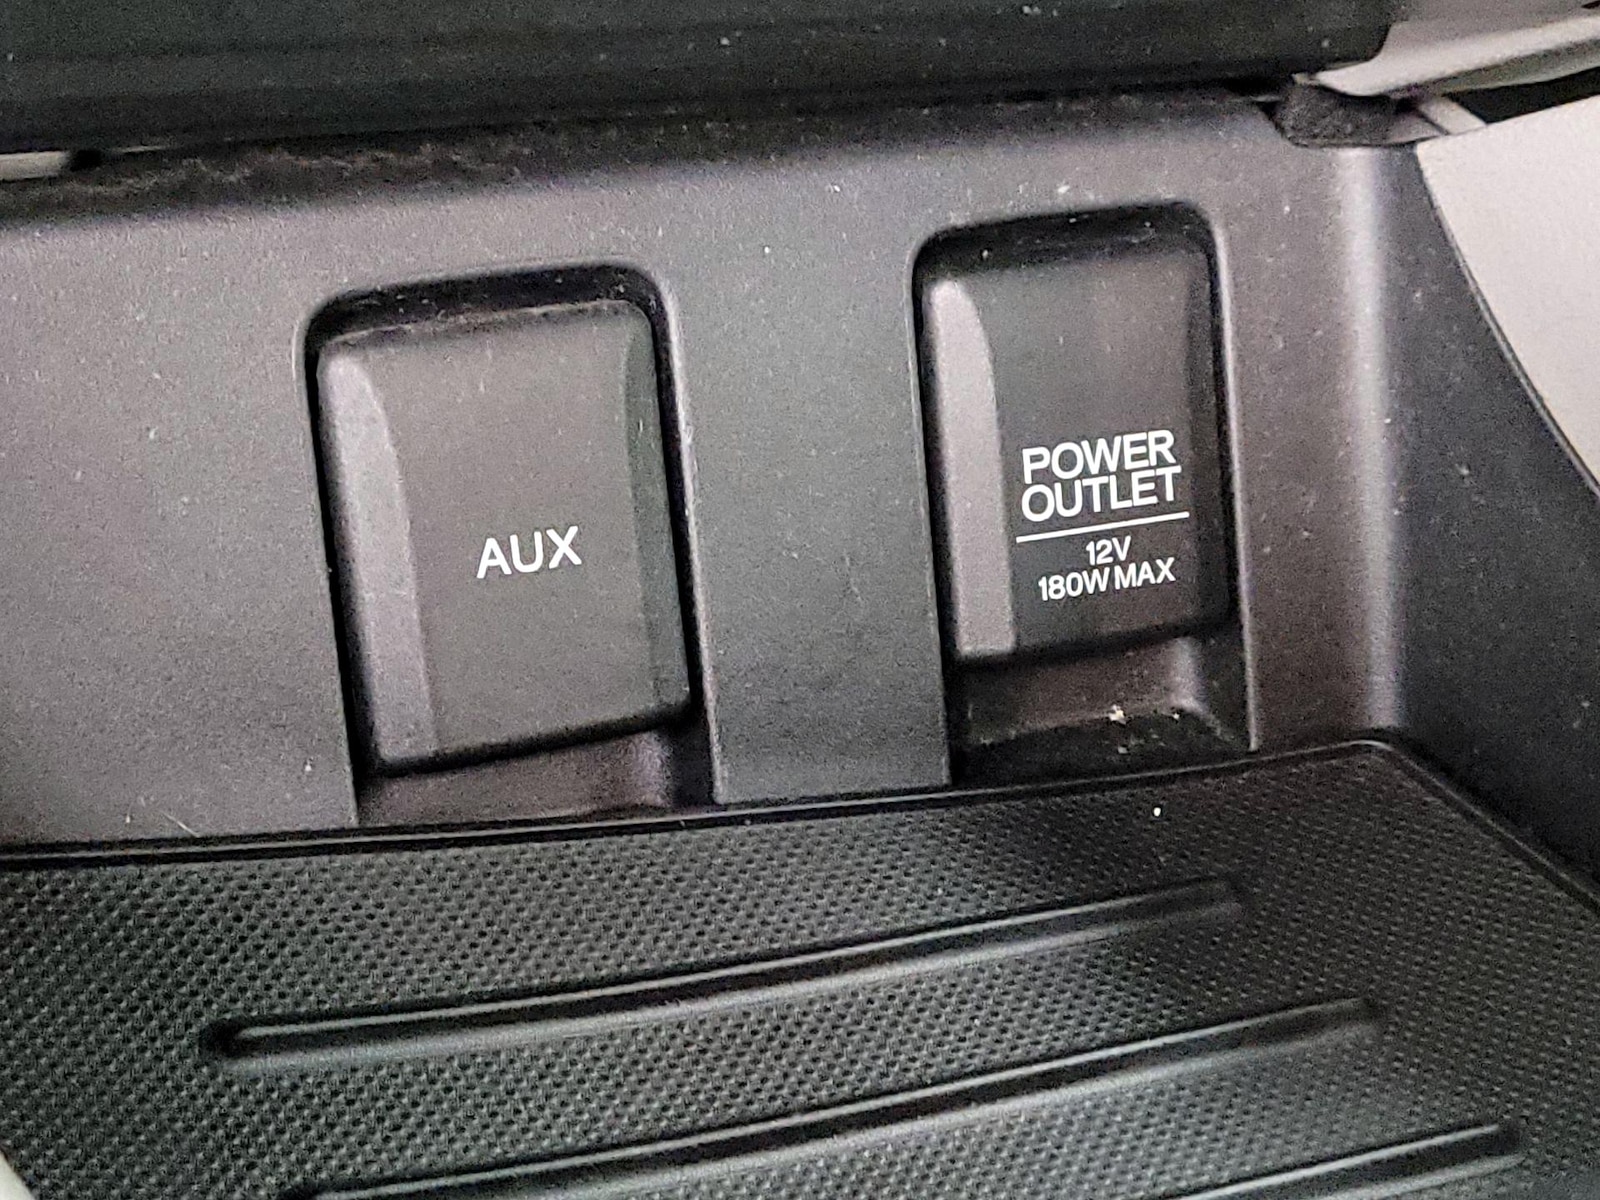 AUX
POWER
OUTLET
12V
180W MAX